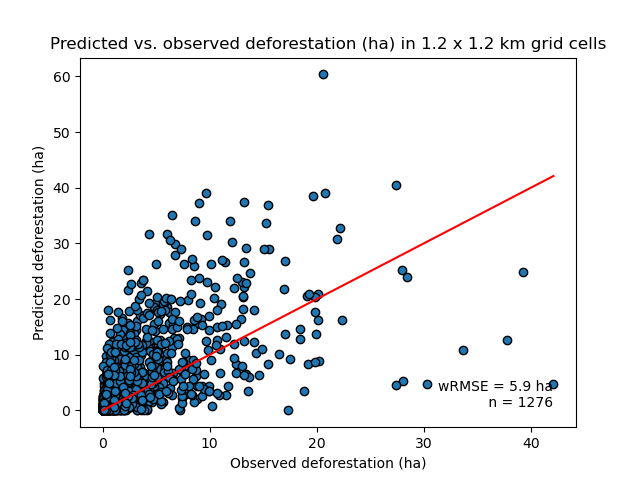 Predicted vs. observed deforestation (ha) in 1.2 x 1.2 km grid cells
60
50
40
30
20
10
0
Predicted deforestation (ha)
wRMSE = 5.9 ha
n = 1276
0 10 20 30 40
Observed deforestation (ha)